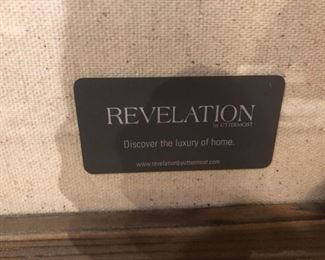 REVELATION
by UTTERMOST
Discover the luxury of home.
www.revelationbyuttermost.com